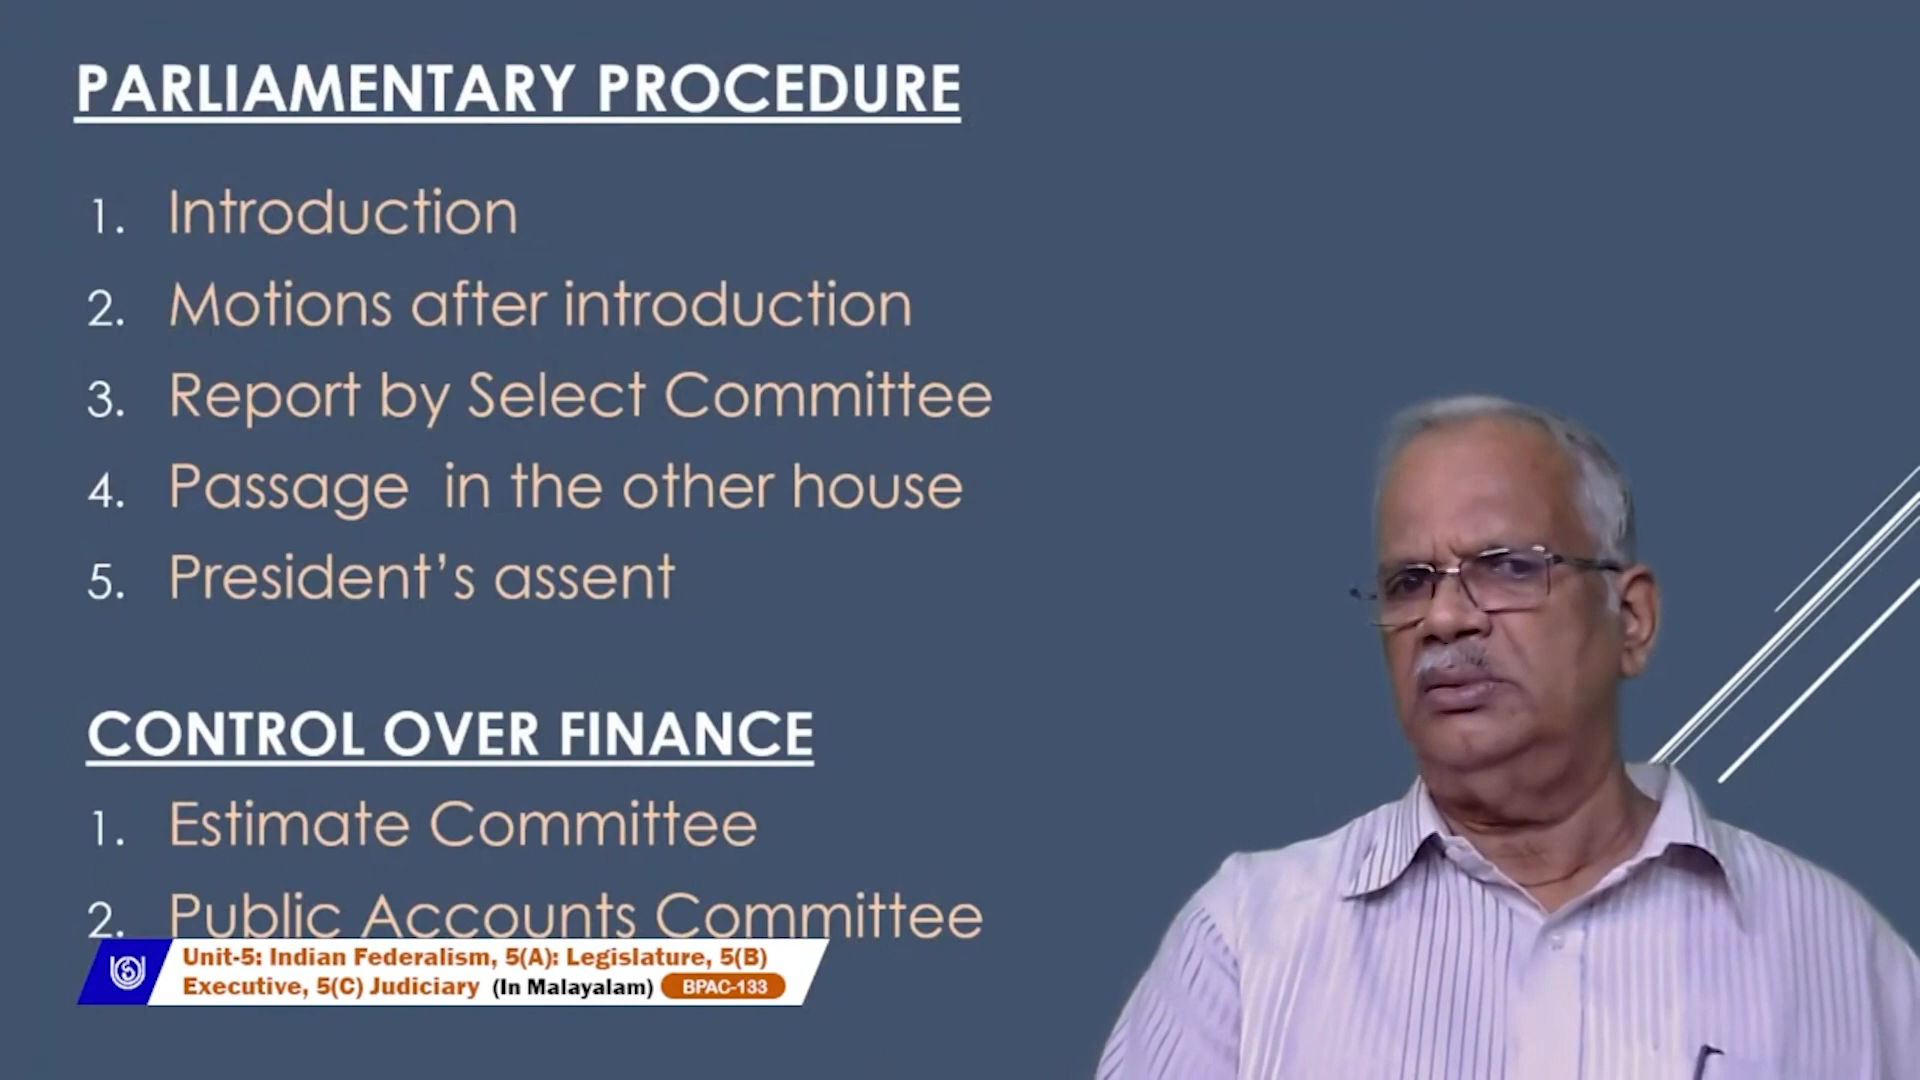 PARLIAMENTARY PROCEDURE
1. Introduction
2. Motions after introduction
3. Report by Select Committee
4. Passage in the other house
5. President’s assent
CONTROL OVER FINANCE
1. Estimate Committee
2. Public Accounts Committee
Unit-5: Indian Federalism, 5(A): Legislature, 5(B)
Executive, 5(C) Judiciary (In Malayalam) BPAC-133